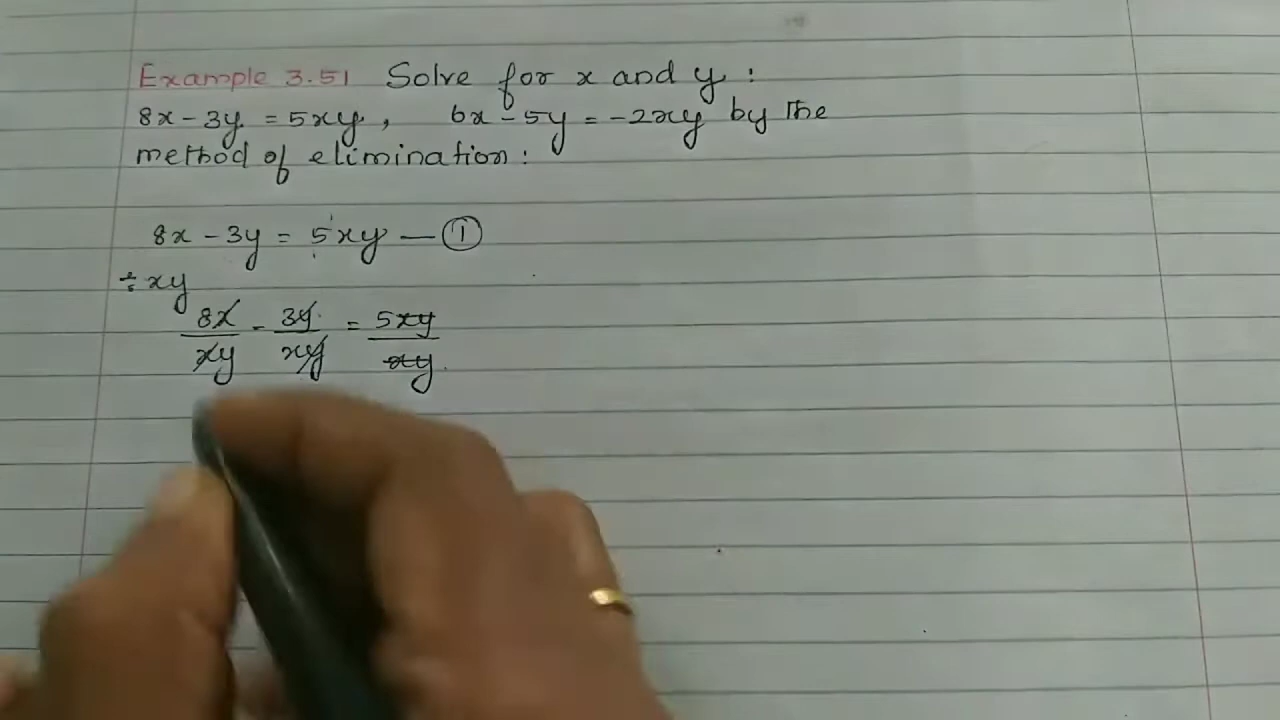 Example 3.51 Solve for x and y :
8x - 3y = 5xy, 6x - 5y = -2xy by the
method of elimination :
8x - 3y = 5xy — ①
÷ xy
8x/xy - 3y/xy = 5xy/xy